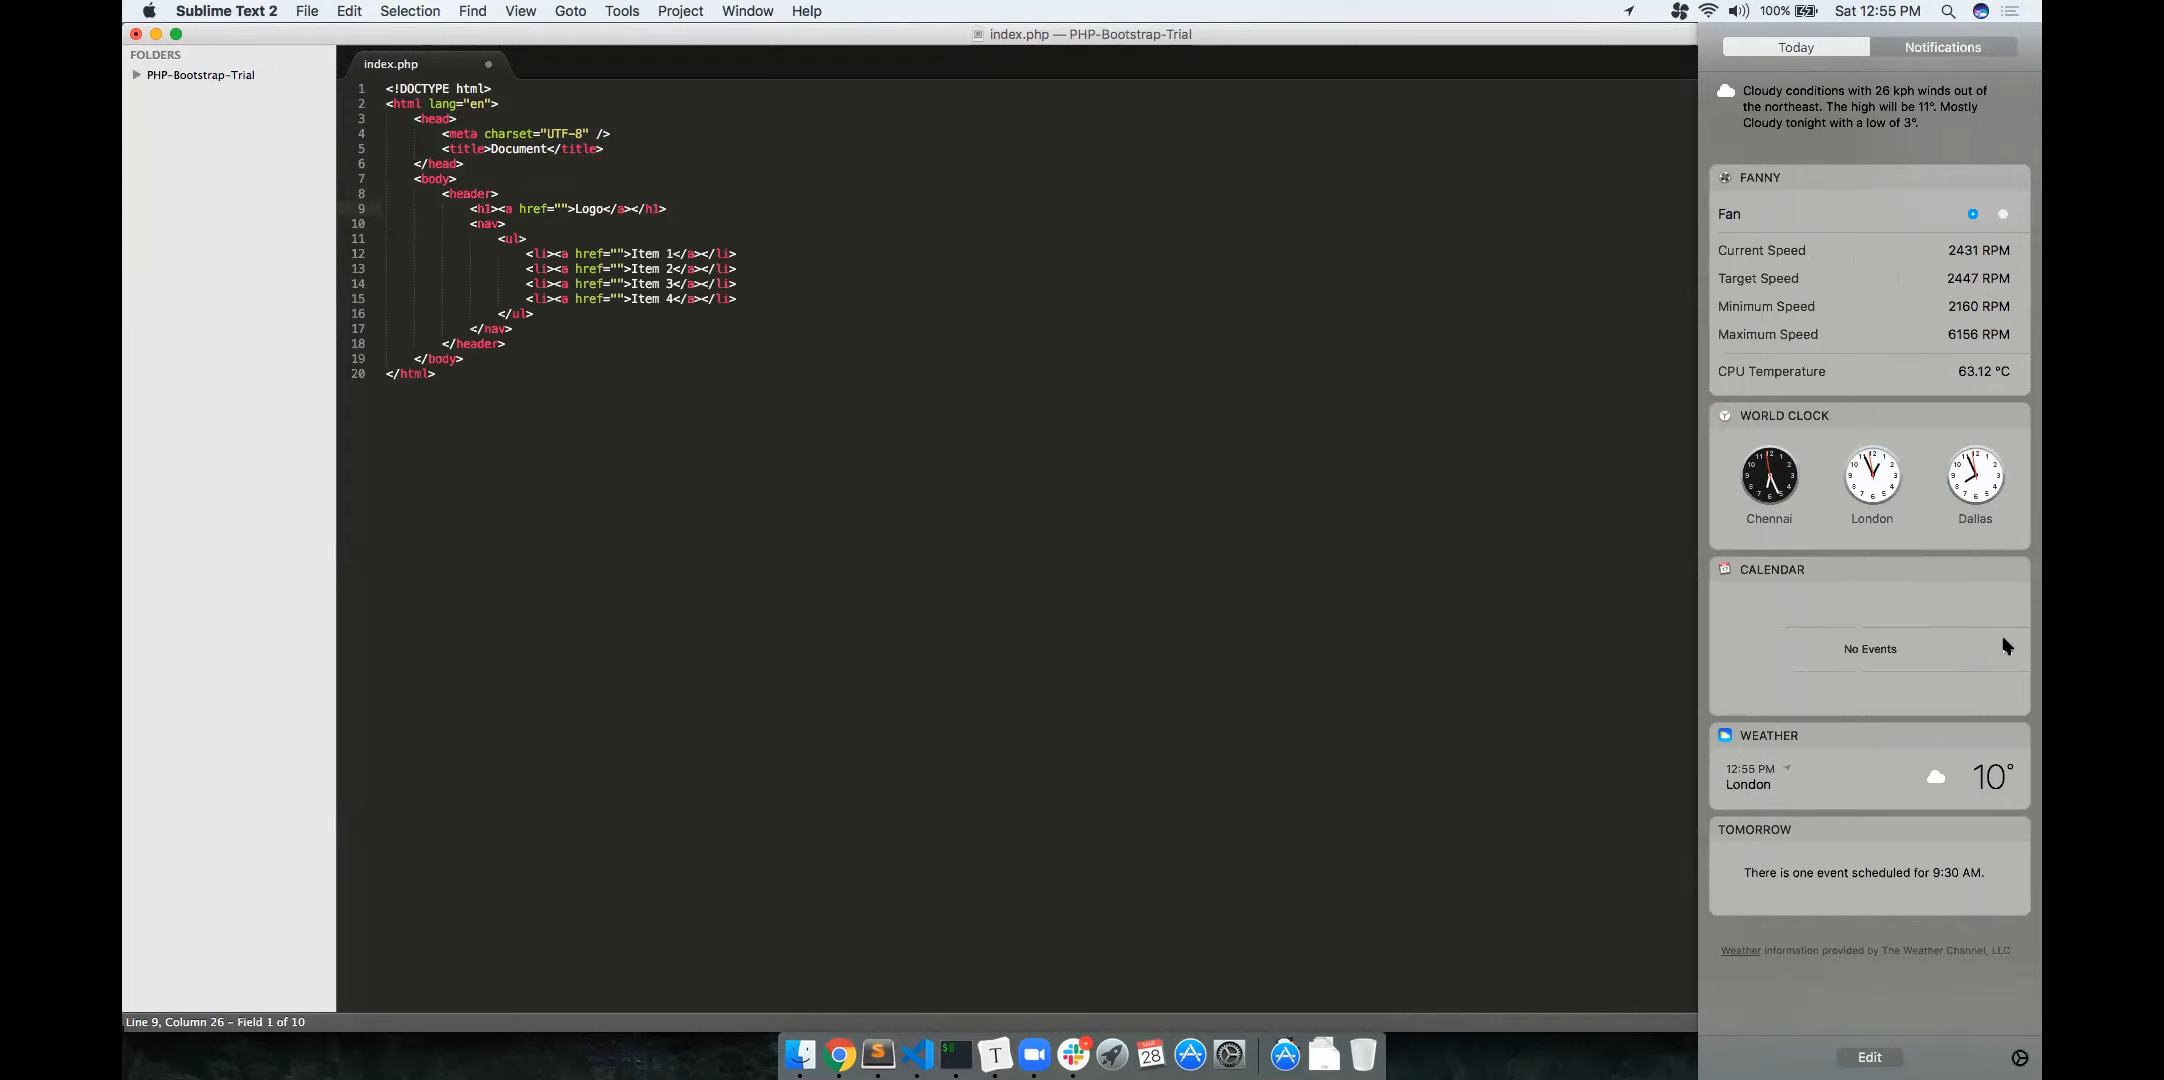 Sublime Text 2 File Edit Selection Find View Goto Tools Project Window Help 100% Sat 12:55 PM
index.php — PHP-Bootstrap-Trial
FOLDERS
PHP-Bootstrap-Trial
index.php
1 <!DOCTYPE html>
2 <html lang="en">
3 <head>
4 <meta charset="UTF-8" />
5 <title>Document</title>
6 </head>
7 <body>
8 <header>
9 <h1><a href="">Logo</a></h1>
10 <nav>
11 <ul>
12 <li><a href="">Item 1</a></li>
13 <li><a href="">Item 2</a></li>
14 <li><a href="">Item 3</a></li>
15 <li><a href="">Item 4</a></li>
16 </ul>
17 </nav>
18 </header>
19 </body>
20 </html>
Line 9, Column 26 – Field 1 of 10
Today Notifications
Cloudy conditions with 26 kph winds out of
the northeast. The high will be 11°. Mostly
Cloudy tonight with a low of 3°.
FANNY
Fan
Current Speed 2431 RPM
Target Speed 2447 RPM
Minimum Speed 2160 RPM
Maximum Speed 6156 RPM
CPU Temperature 63.12 °C
WORLD CLOCK
Chennai London Dallas
CALENDAR
No Events
WEATHER
12:55 PM
London
10°
TOMORROW
There is one event scheduled for 9:30 AM.
Weather information provided by The Weather Channel, LLC
Edit
MAR
28